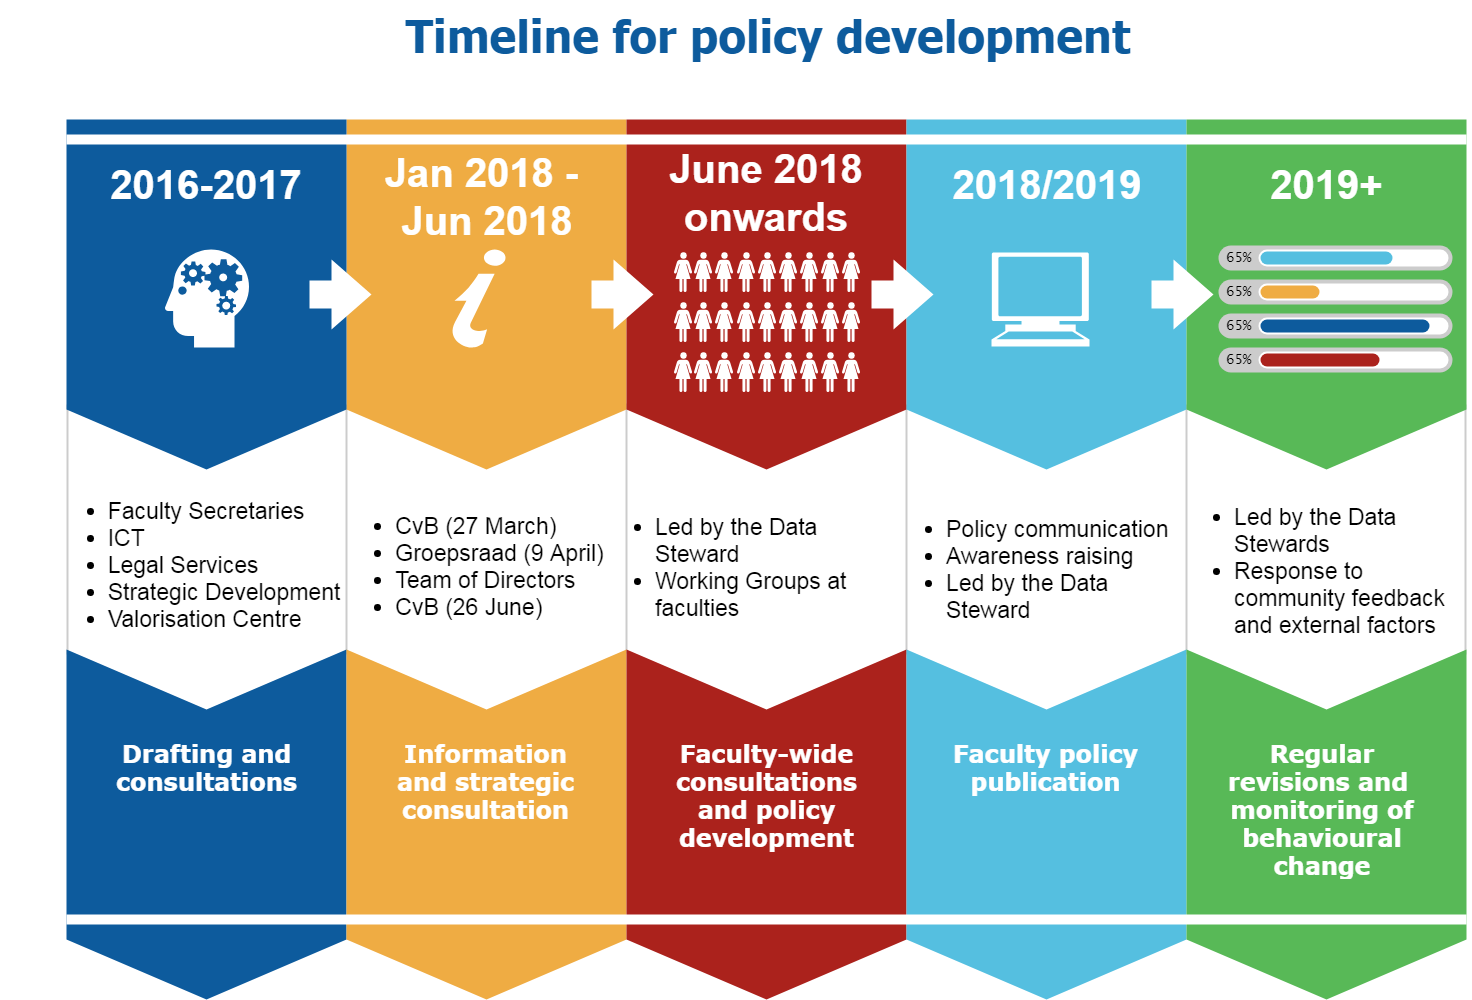 Timeline for policy development
2016-2017
Jan 2018 -
Jun 2018
June 2018
onwards
2018/2019
2019+
65%
65%
65%
65%
• Faculty Secretaries
• ICT
• Legal Services
• Strategic Development
• Valorisation Centre
• CvB (27 March)
• Groepsraad (9 April)
• Team of Directors
• CvB (26 June)
• Led by the Data
Steward
• Working Groups at
faculties
• Policy communication
• Awareness raising
• Led by the Data
Steward
• Led by the Data
Stewards
• Response to
community feedback
and external factors
Drafting and
consultations
Information
and strategic
consultation
Faculty-wide
consultations
and policy
development
Faculty policy
publication
Regular
revisions and
monitoring of
behavioural
change